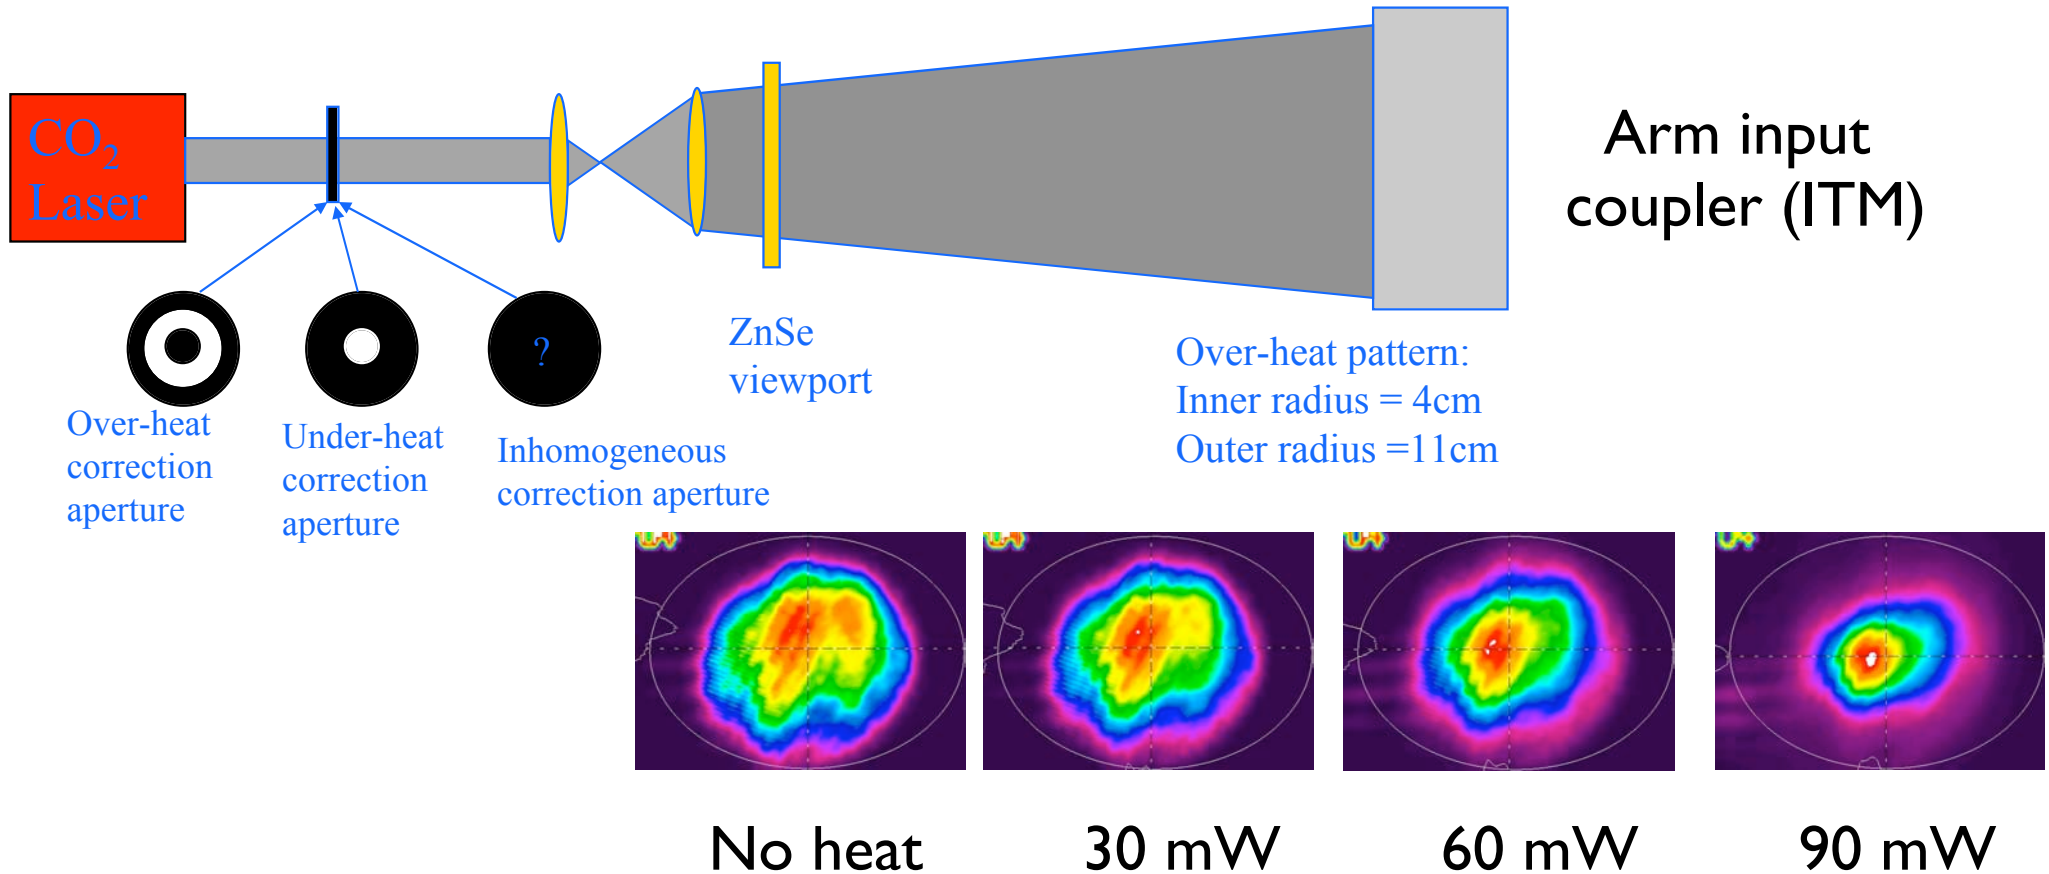 CO₂
Laser
Arm input
coupler (ITM)
?
ZnSe
viewport
Over-heat pattern:
Inner radius = 4cm
Outer radius =11cm
Over-heat
correction
aperture
Under-heat
correction
aperture
Inhomogeneous
correction aperture
No heat
30 mW
60 mW
90 mW